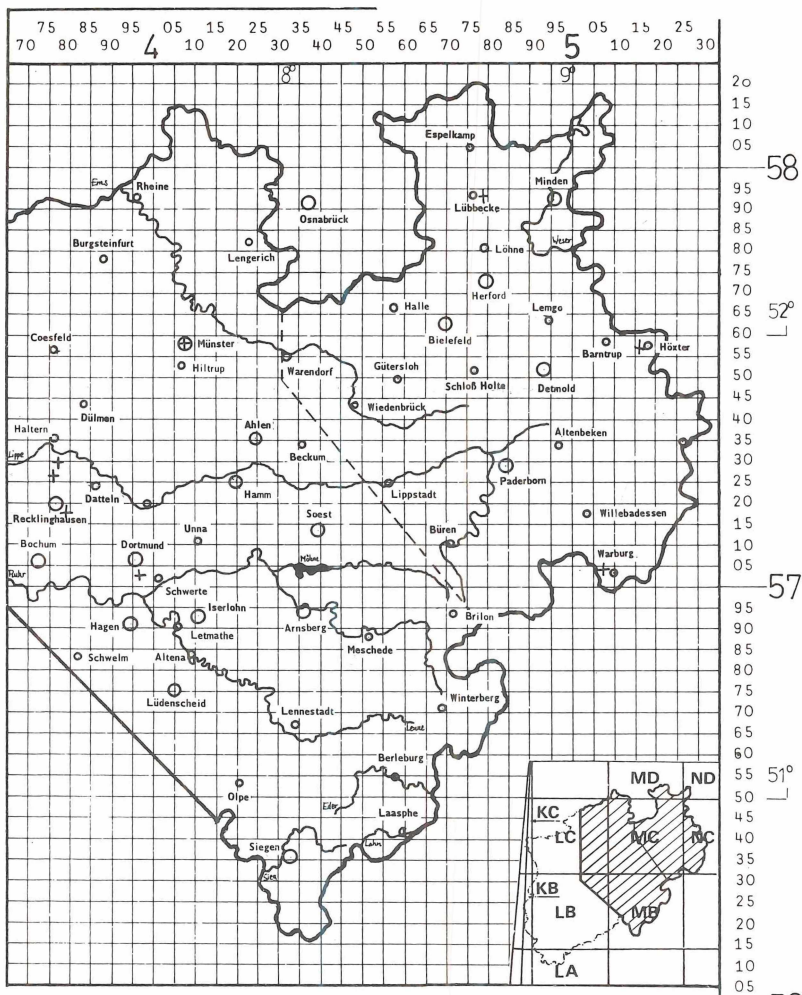 75 85 95 4 05 15 25 35 45 55 65 75 85 95 5 05 15 25
70 80 90 10 20 30 40 50 60 70 80 90 10 20 30
8° 9°
20
15
10
Espelkamp 05
58
Ems Rheine Minden 95
Lübbecke 90
Osnabrück
85
Burgsteinfurt Lengerich Löhne Weser 80
75
Herford 70
Halle Lemgo 65 52°
Coesfeld Münster Bielefeld Barntrup Höxter 60
55
Hiltrup Warendorf Gütersloh Schloß Holte Detmold 50
45
Dülmen Wiedenbrück 40
Haltern Ahlen Altenbeken 35
Lippe Beckum 30
Datteln Hamm Lippstadt Paderborn 25
20
Recklinghausen Soest Willebadessen 15
Unna Büren 10
Bochum Dortmund Möhne Warburg 05
Ruhr Schwerte 57
Iserlohn Brilon 95
Hagen Letmathe Arnsberg 90
Schwelm Altena Meschede 85
80
Lüdenscheid Winterberg 75
Lennestadt 70
Lenne 65
60
Berleburg MD ND 55 51°
Olpe Eder 50
KC
Laasphe LC MC NC 45
40
Siegen Lahn 35
Sieg KB 30
25
LB MB 20
15
LA 10
05